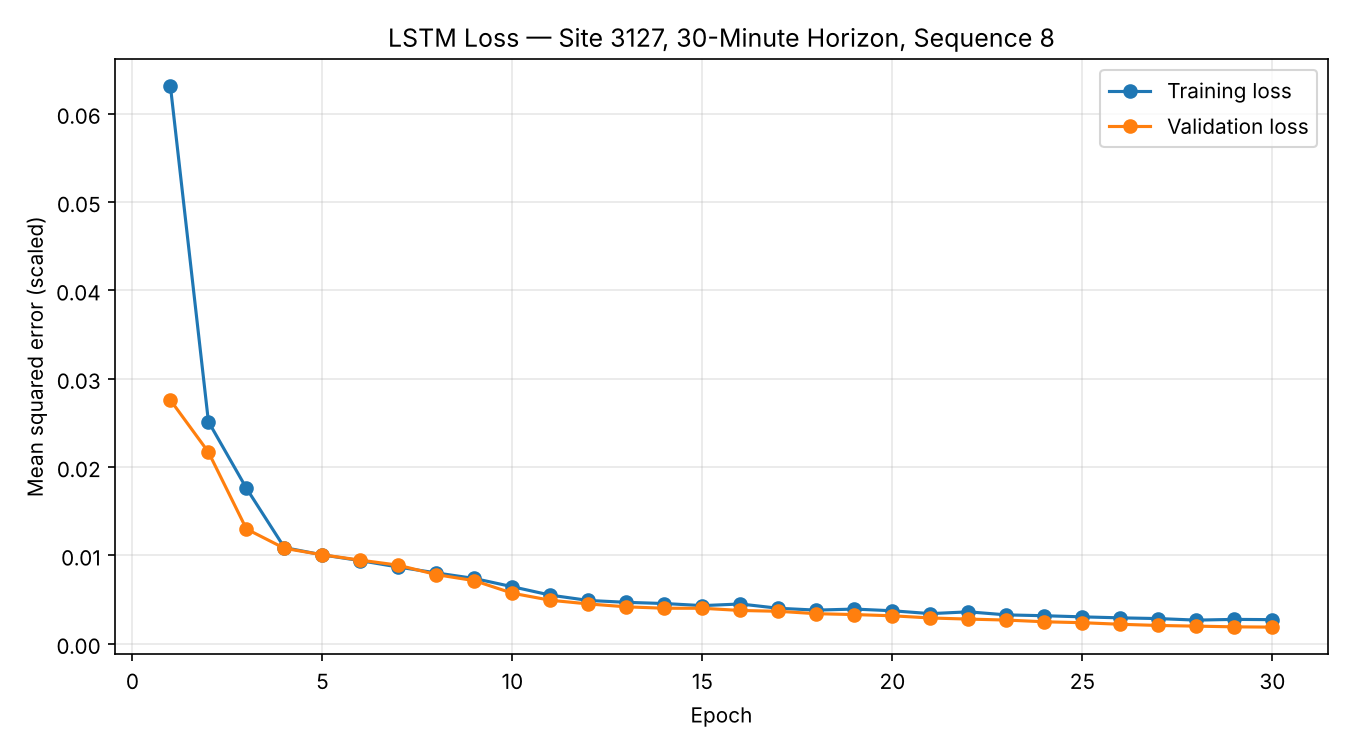 LSTM Loss — Site 3127, 30-Minute Horizon, Sequence 8
Training loss
Validation loss
Mean squared error (scaled)
0.06
0.05
0.04
0.03
0.02
0.01
0.00
0 5 10 15 20 25 30
Epoch